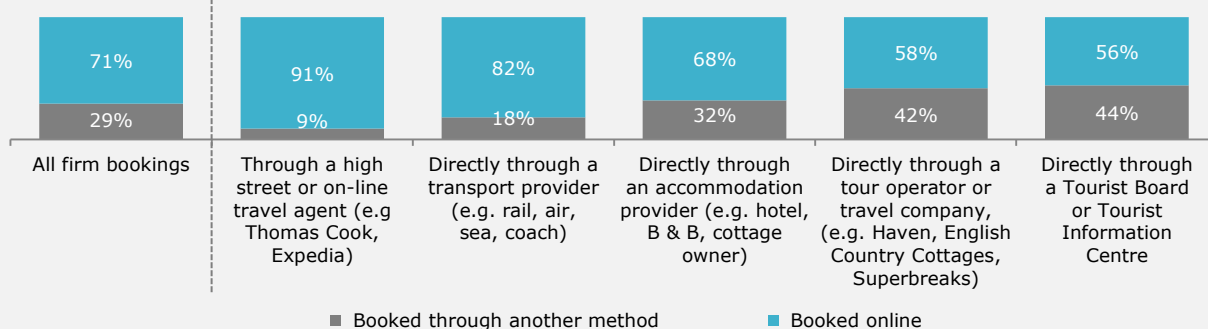 71%
91%
82%
68%
58%
56%
29%
9%
18%
32%
42%
44%
All firm bookings
Through a high
street or on-line
travel agent (e.g
Thomas Cook,
Expedia)
Directly through a
transport provider
(e.g. rail, air,
sea, coach)
Directly through
an accommodation
provider (e.g. hotel,
B & B, cottage
owner)
Directly through a
tour operator or
travel company,
(e.g. Haven, English
Country Cottages,
Superbreaks)
Directly through
a Tourist Board
or Tourist
Information
Centre
Booked through another method
Booked online